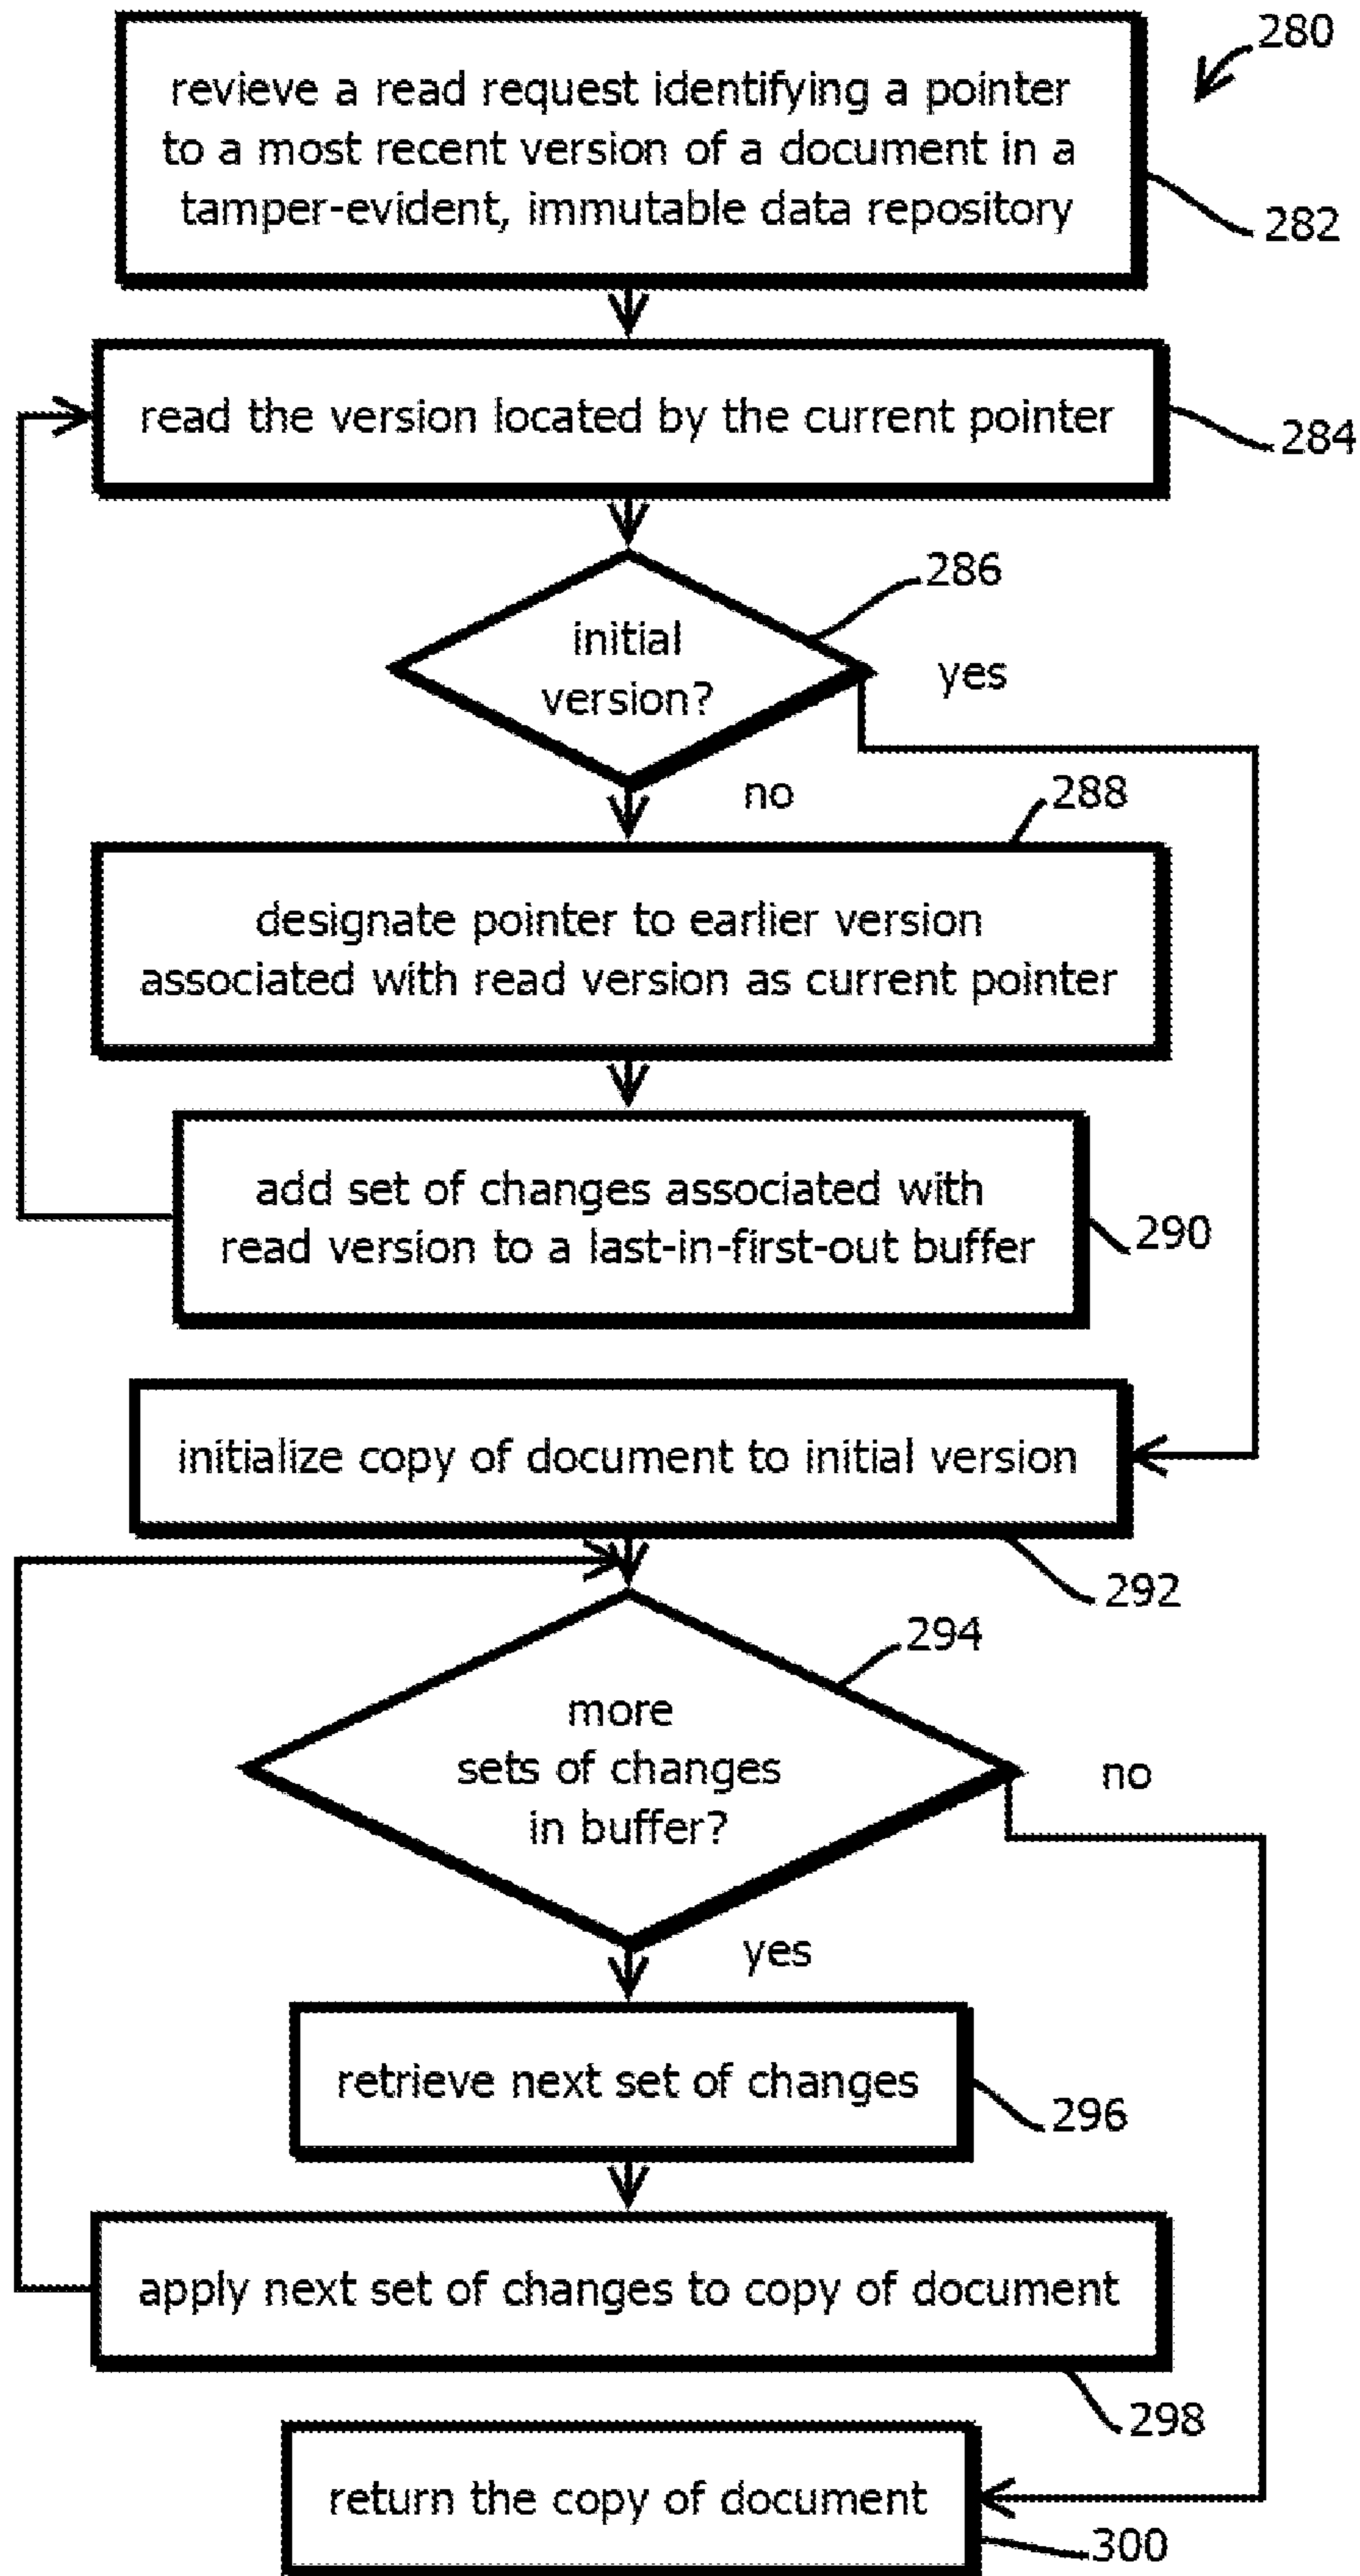 280
revieve a read request identifying a pointer
to a most recent version of a document in a
tamper-evident, immutable data repository
282
read the version located by the current pointer
284
286
initial
version?
yes
no
288
designate pointer to earlier version
associated with read version as current pointer
add set of changes associated with
read version to a last-in-first-out buffer
290
initialize copy of document to initial version
292
294
more
sets of changes
in buffer?
no
yes
retrieve next set of changes
296
apply next set of changes to copy of document
298
return the copy of document
300